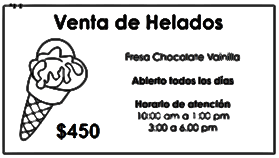 Venta de Helados
Fresa Chocolate Vainilla
Abierto todos los días
Horario de atención
10:00 am a 1:00 pm
3:00 a 6:00 pm
$450